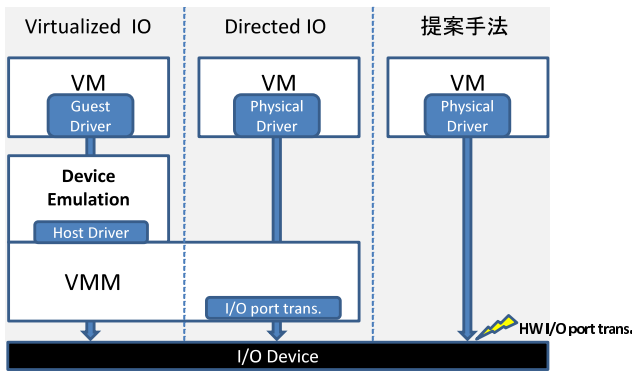 Virtualized IO
Directed IO
提案手法
VM
VM
VM
Guest
Driver
Physical
Driver
Physical
Driver
Device
Emulation
Host Driver
VMM
I/O port trans.
HW I/O port trans.
I/O Device